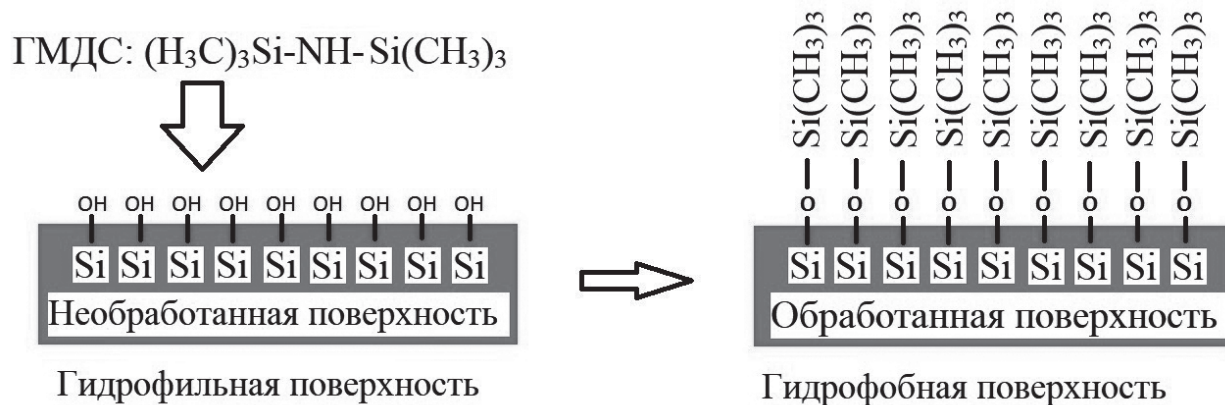 ГМДС: (H₃C)₃Si-NH-Si(CH₃)₃
OH OH OH OH OH OH OH OH OH
Si Si Si Si Si Si Si Si Si
Необработанная поверхность
Гидрофильная поверхность
Si(CH₃)₃ Si(CH₃)₃ Si(CH₃)₃ Si(CH₃)₃ Si(CH₃)₃ Si(CH₃)₃ Si(CH₃)₃ Si(CH₃)₃ Si(CH₃)₃
O O O O O O O O O
Si Si Si Si Si Si Si Si Si
Обработанная поверхность
Гидрофобная поверхность